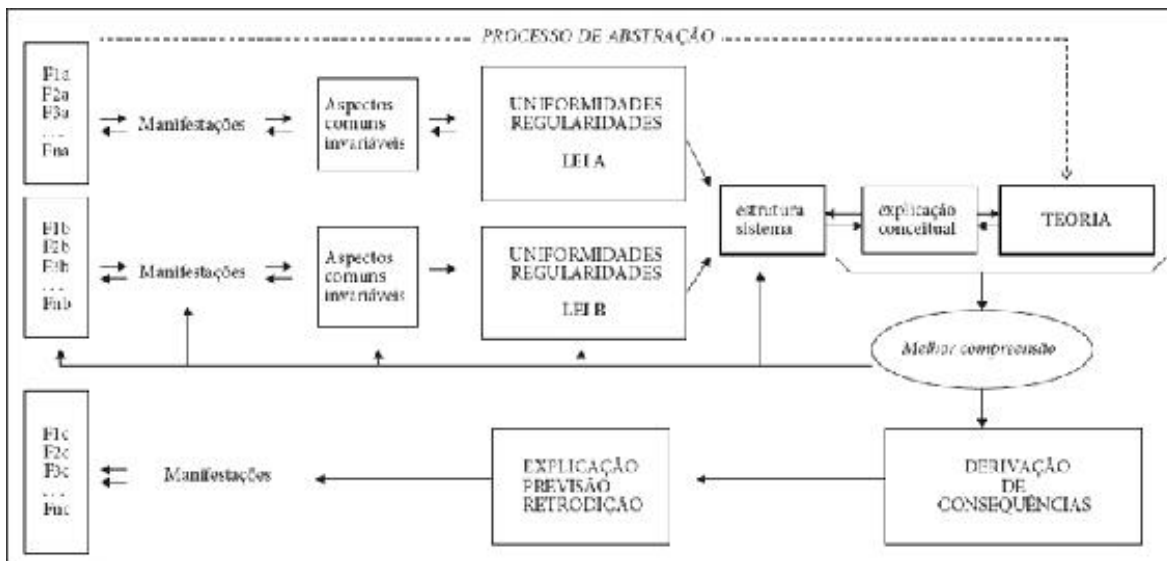 PROCESSO DE ABSTRAÇÃO
F1a
F2a
F3a
...
Fna
Manifestações
Aspectos
comuns
invariáveis
UNIFORMIDADES
REGULARIDADES
LEI A
F1b
F2b
F3b
...
Fnb
Manifestações
Aspectos
comuns
invariáveis
UNIFORMIDADES
REGULARIDADES
LEI B
estrutura
sistema
explicação
conceitual
TEORIA
Melhor compreensão
F1c
F2c
F3c
...
Fnc
Manifestações
EXPLICAÇÃO
PREVISÃO
RETRODIÇÃO
DERIVAÇÃO
DE
CONSEQUÊNCIAS